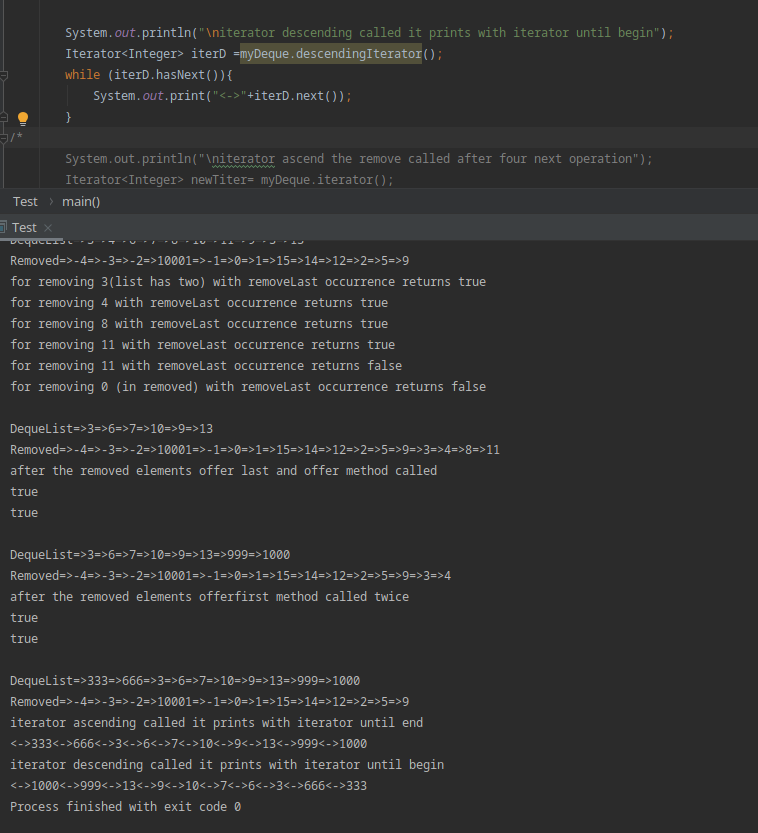 System.out.println("\niterator descending called it prints with iterator until begin");
Iterator<Integer> iterD =myDeque.descendingIterator();
while (iterD.hasNext()){
System.out.print("<->"+iterD.next());
}
/*
System.out.println("\niterator ascend the remove called after four next operation");
Iterator<Integer> newTiter= myDeque.iterator();
Test › main()
Test ×
Removed=>-4=>-3=>-2=>10001=>-1=>0=>1=>15=>14=>12=>2=>5=>9
for removing 3(list has two) with removeLast occurrence returns true
for removing 4 with removeLast occurrence returns true
for removing 8 with removeLast occurrence returns true
for removing 11 with removeLast occurrence returns true
for removing 11 with removeLast occurrence returns false
for removing 0 (in removed) with removeLast occurrence returns false
DequeList=>3=>6=>7=>10=>9=>13
Removed=>-4=>-3=>-2=>10001=>-1=>0=>1=>15=>14=>12=>2=>5=>9=>3=>4=>8=>11
after the removed elements offer last and offer method called
true
true
DequeList=>3=>6=>7=>10=>9=>13=>999=>1000
Removed=>-4=>-3=>-2=>10001=>-1=>0=>1=>15=>14=>12=>2=>5=>9=>3=>4
after the removed elements offerfirst method called twice
true
true
DequeList=>333=>666=>3=>6=>7=>10=>9=>13=>999=>1000
Removed=>-4=>-3=>-2=>10001=>-1=>0=>1=>15=>14=>12=>2=>5=>9
iterator ascending called it prints with iterator until end
<->333<->666<->3<->6<->7<->10<->9<->13<->999<->1000
iterator descending called it prints with iterator until begin
<->1000<->999<->13<->9<->10<->7<->6<->3<->666<->333
Process finished with exit code 0